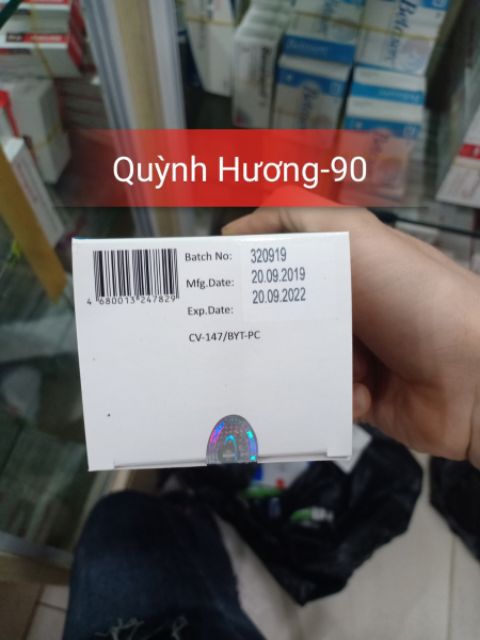 Quỳnh Hương-90
Batch No: 320919
Mfg.Date: 20.09.2019
Exp.Date: 20.09.2022
4 680013 247829
CV-147/BYT-PC